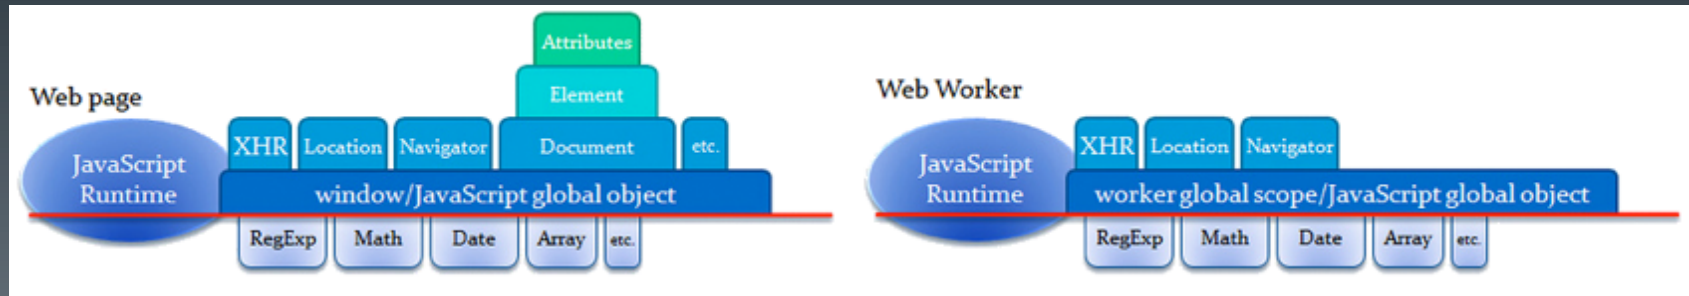 Attributes
Element
Web page
XHR Location Navigator Document etc.
JavaScript
Runtime
window/JavaScript global object
RegExp Math Date Array etc.
Web Worker
XHR Location Navigator
JavaScript
Runtime
worker global scope/JavaScript global object
RegExp Math Date Array etc.